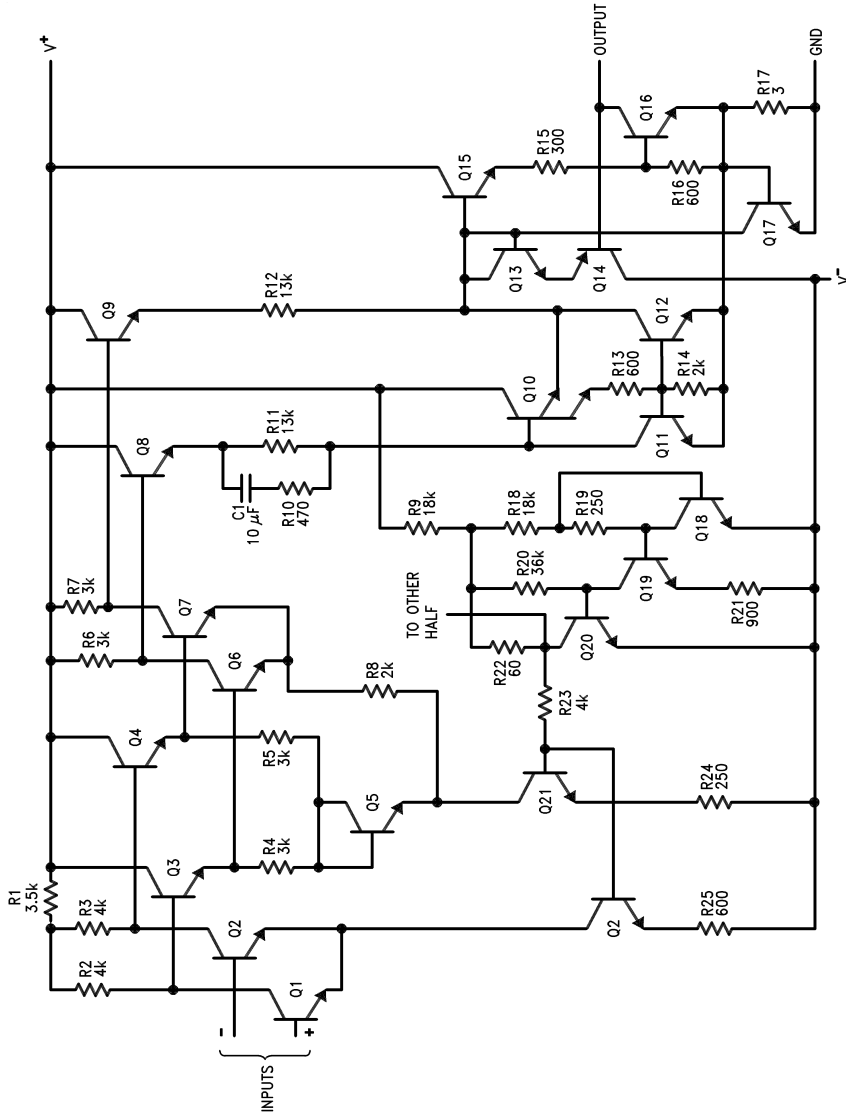 V+
R1
3.5k
R2
4k
R3
4k
R6
3k
R7
3k
Q9
Q4
Q8
Q3
Q7
C1
10 µF
R10
470
R11
13k
R12
13k
Q15
R15
300
OUTPUT
INPUTS
-
+
Q2
Q1
Q6
R4
3k
R5
3k
R8
2k
Q5
TO OTHER
HALF
R9
18k
Q10
R13
600
Q13
Q14
Q16
Q11
R14
2k
Q12
R16
600
Q17
R17
3
GND
V-
R22
60
R20
36k
R18
18k
R19
250
R23
4k
Q20
Q19
Q18
R21
900
Q21
Q2
R24
250
R25
600